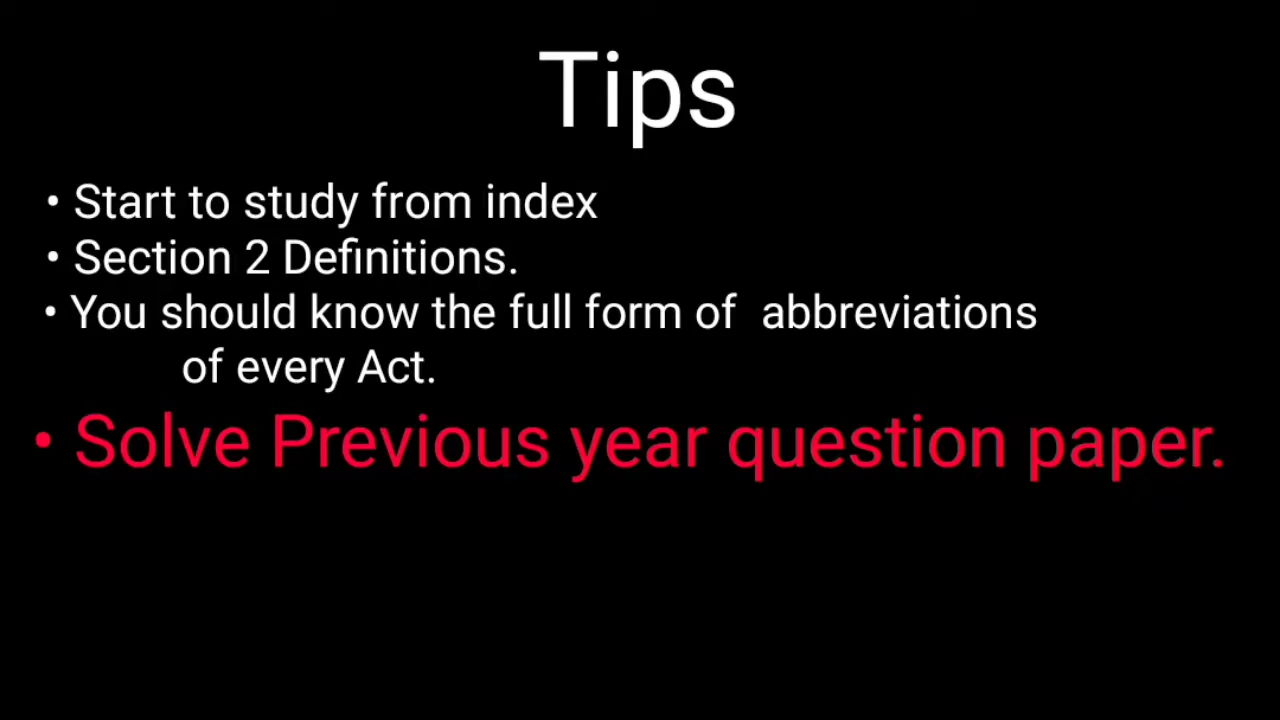 Tips
• Start to study from index
• Section 2 Definitions.
• You should know the full form of  abbreviations
of every Act.
• Solve Previous year question paper.